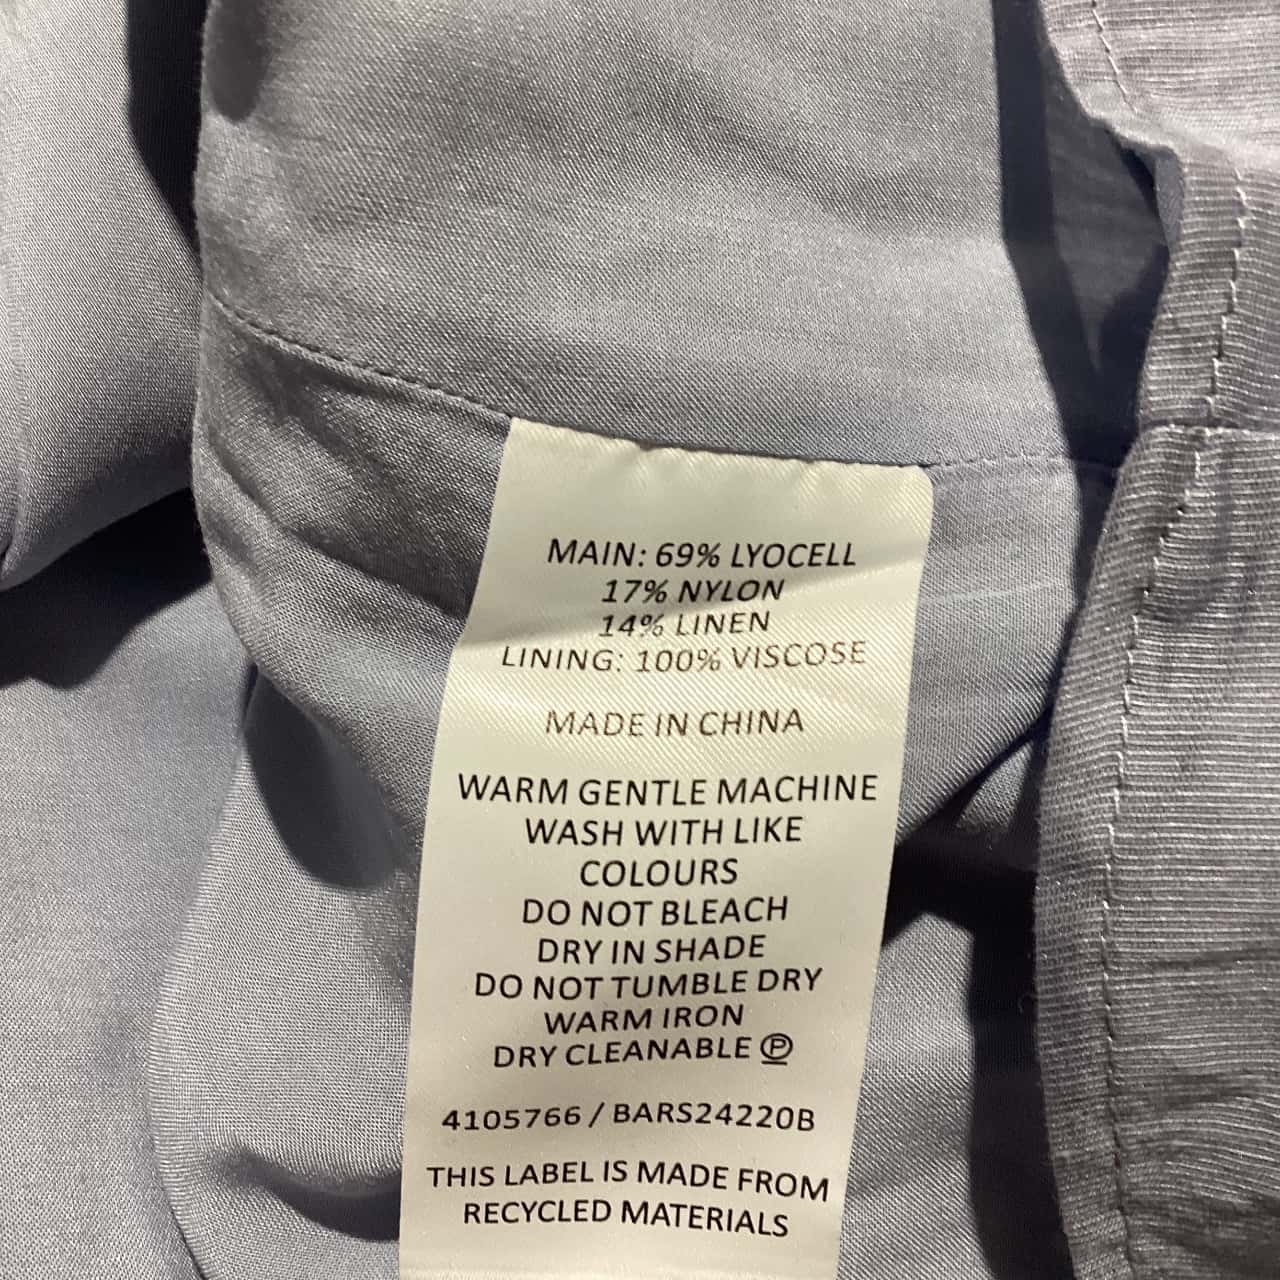 MAIN: 69% LYOCELL
17% NYLON
14% LINEN
LINING: 100% VISCOSE
MADE IN CHINA
WARM GENTLE MACHINE
WASH WITH LIKE
COLOURS
DO NOT BLEACH
DRY IN SHADE
DO NOT TUMBLE DRY
WARM IRON
DRY CLEANABLE Ⓟ
4105766 / BARS24220B
THIS LABEL IS MADE FROM
RECYCLED MATERIALS